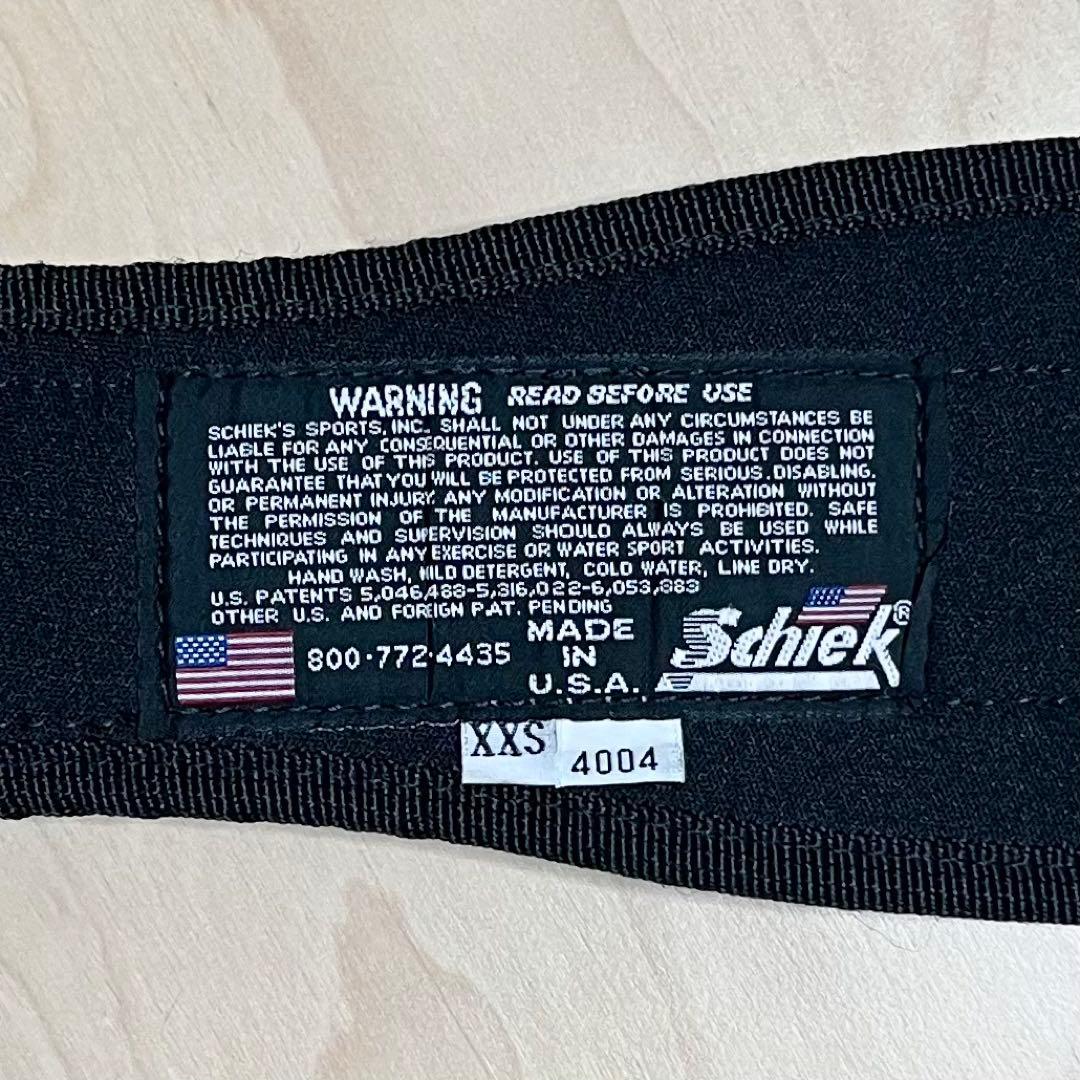 WARNING READ BEFORE USE
SCHIEK'S SPORTS, INC. SHALL NOT UNDER ANY CIRCUMSTANCES BE
LIABLE FOR ANY CONSEQUENTIAL OR OTHER DAMAGES IN CONNECTION
WITH THE USE OF THIS PRODUCT. USE OF THIS PRODUCT DOES NOT
GUARANTEE THAT YOU WILL BE PROTECTED FROM SERIOUS, DISABLING,
OR PERMANENT INJURY. ANY MODIFICATION OR ALTERATION WITHOUT
THE PERMISSION OF THE MANUFACTURER IS PROHIBITED. SAFE
TECHNIQUES AND SUPERVISION SHOULD ALWAYS BE USED WHILE
PARTICIPATING IN ANY EXERCISE OR WATER SPORT ACTIVITIES.
HAND WASH, MILD DETERGENT, COLD WATER, LINE DRY.
U.S. PATENTS 5,046,488-5,316,022-6,053,883
OTHER U.S. AND FOREIGN PAT. PENDING
800·772·4435
MADE
IN
U.S.A.
Schiek®
XXS
4004